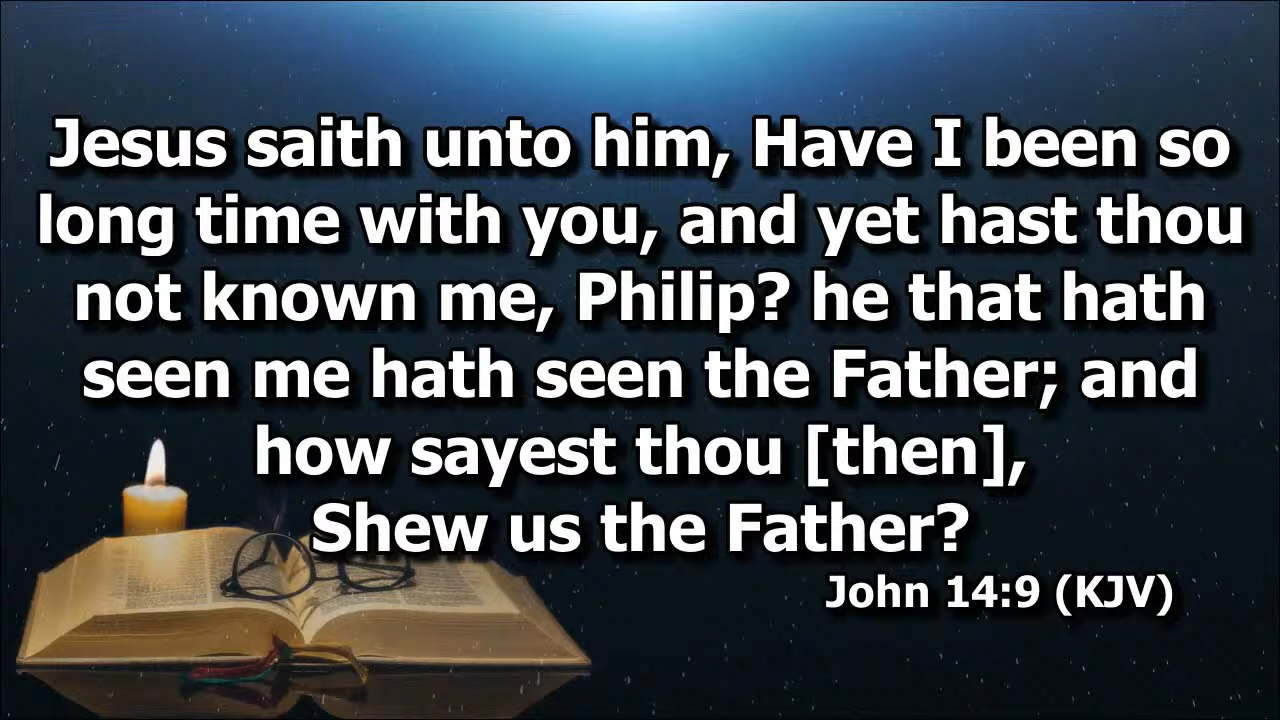 Jesus saith unto him, Have I been so
long time with you, and yet hast thou
not known me, Philip? he that hath
seen me hath seen the Father; and
how sayest thou [then],
Shew us the Father?
John 14:9 (KJV)